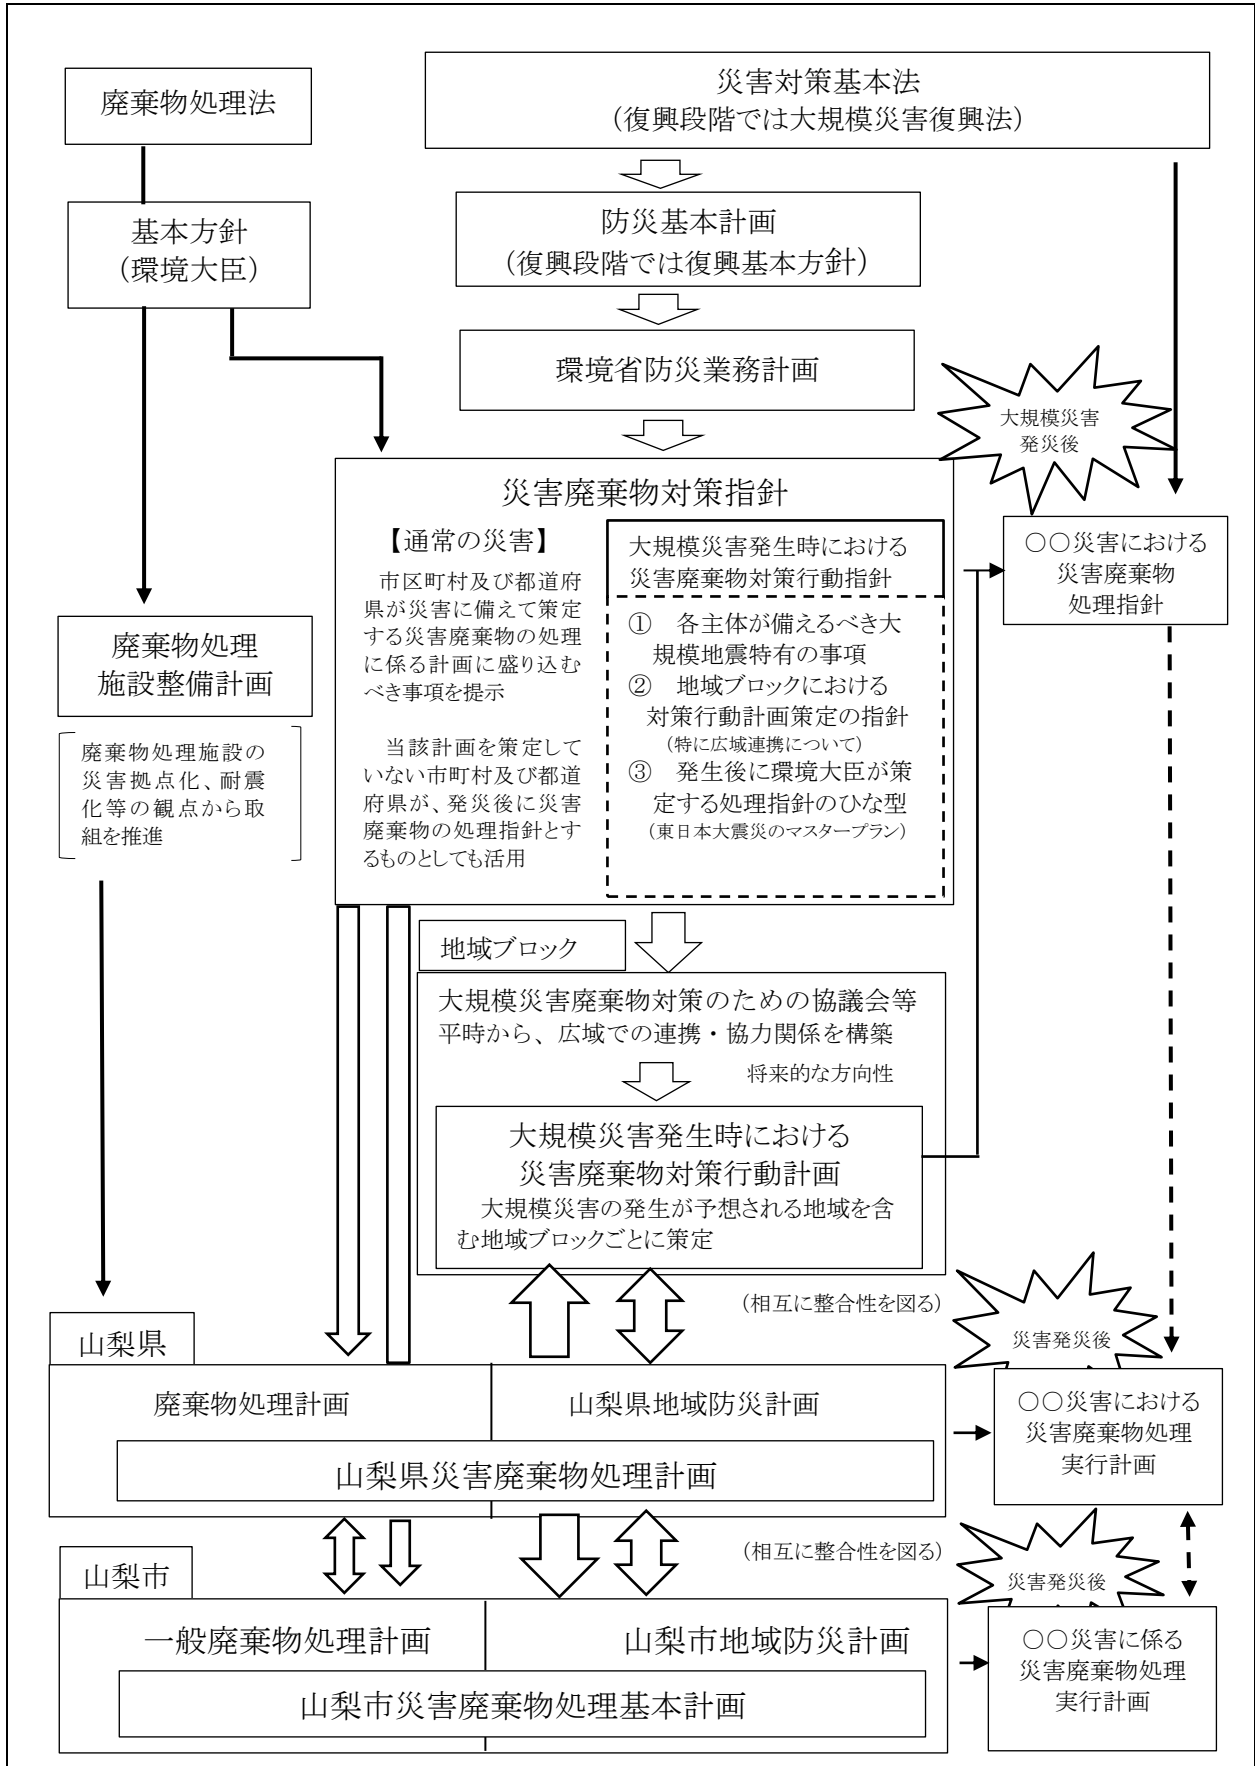 廃棄物処理法
災害対策基本法
(復興段階では大規模災害復興法)
基本方針
(環境大臣)
防災基本計画
(復興段階では復興基本方針)
環境省防災業務計画
大規模災害
発災後
災害廃棄物対策指針
【通常の災害】
市区町村及び都道府
県が災害に備えて策定
する災害廃棄物の処理
に係る計画に盛り込む
べき事項を提示
当該計画を策定して
いない市町村及び都道
府県が、発災後に災害
廃棄物の処理指針とす
るものとしても活用
大規模災害発生時における
災害廃棄物対策行動指針
① 各主体が備えるべき大
規模地震特有の事項
② 地域ブロックにおける
対策行動計画策定の指針
(特に広域連携について)
③ 発生後に環境大臣が策
定する処理指針のひな型
(東日本大震災のマスタープラン)
○○災害における
災害廃棄物
処理指針
廃棄物処理
施設整備計画
廃棄物処理施設の
災害拠点化、耐震
化等の観点から取
組を推進
地域ブロック
大規模災害廃棄物対策のための協議会等
平時から、広域での連携・協力関係を構築
将来的な方向性
大規模災害発生時における
災害廃棄物対策行動計画
大規模災害の発生が予想される地域を含
む地域ブロックごとに策定
(相互に整合性を図る)
災害発災後
山梨県
廃棄物処理計画
山梨県地域防災計画
山梨県災害廃棄物処理計画
○○災害における
災害廃棄物処理
実行計画
(相互に整合性を図る)
災害発災後
山梨市
一般廃棄物処理計画
山梨市地域防災計画
山梨市災害廃棄物処理基本計画
○○災害に係る
災害廃棄物処理
実行計画